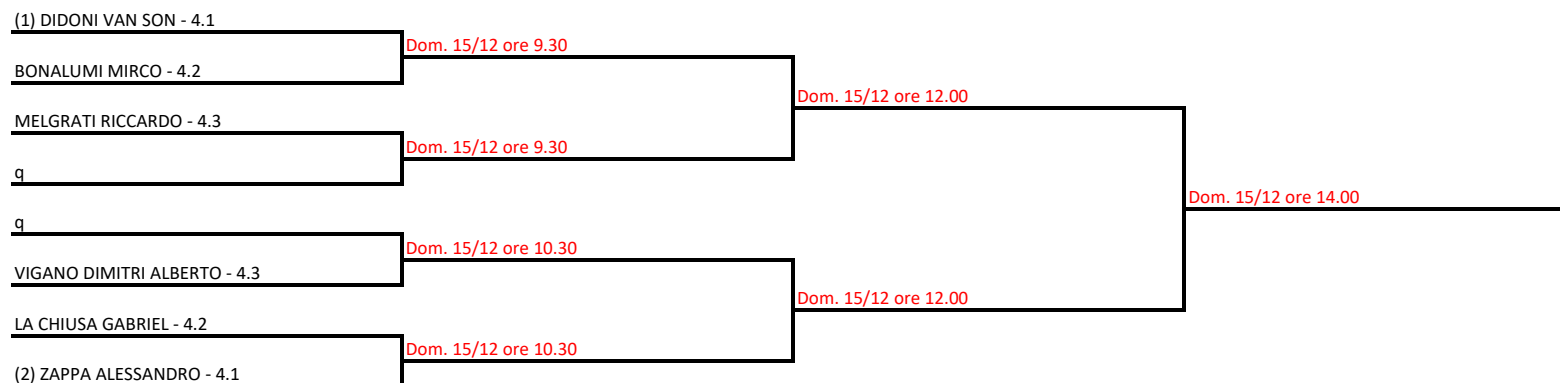 (1) DIDONI VAN SON - 4.1
Dom. 15/12 ore 9.30
BONALUMI MIRCO - 4.2
Dom. 15/12 ore 12.00
MELGRATI RICCARDO - 4.3
Dom. 15/12 ore 9.30
q
Dom. 15/12 ore 14.00
q
Dom. 15/12 ore 10.30
VIGANO DIMITRI ALBERTO - 4.3
Dom. 15/12 ore 12.00
LA CHIUSA GABRIEL - 4.2
Dom. 15/12 ore 10.30
(2) ZAPPA ALESSANDRO - 4.1